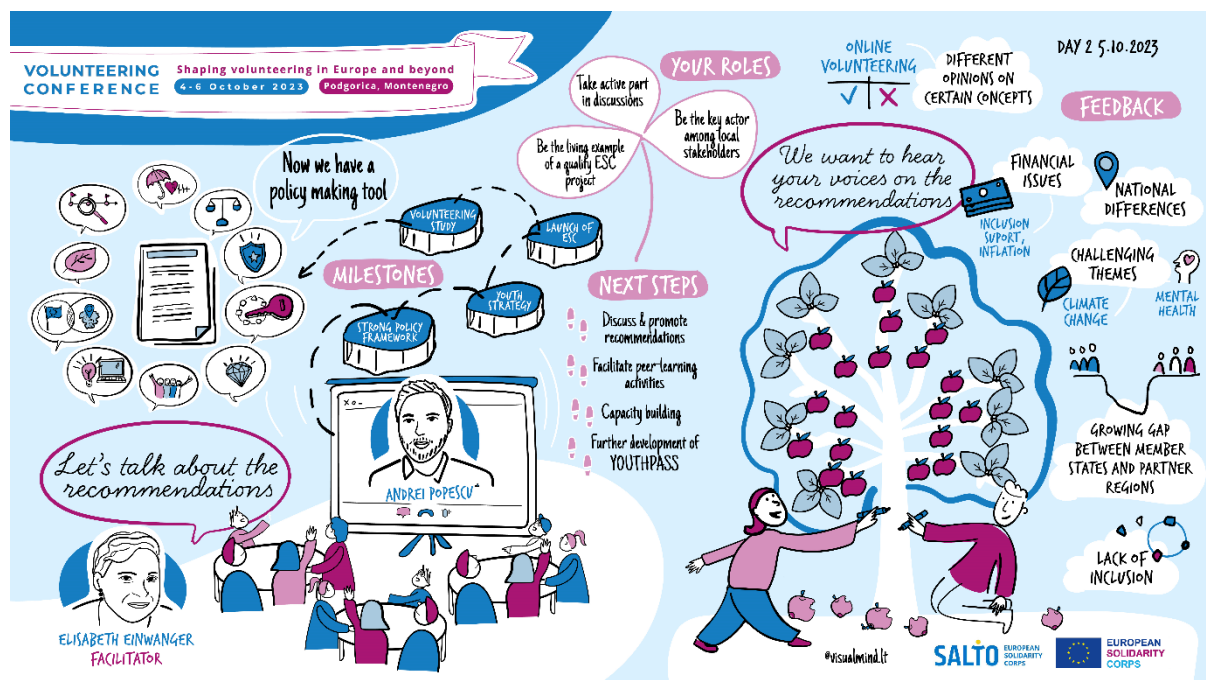 VOLUNTEERING
CONFERENCE
Shaping volunteering in Europe and beyond
4-6 October 2023
Podgorica, Montenegro
Now we have a
policy making tool
MILESTONES
VOLUNTEERING
STUDY
LAUNCH OF
ESC
YOUTH
STRATEGY
STRONG POLICY
FRAMEWORK
ANDREI POPESCU
Let's talk about the
recommendations
ELISABETH EINWANGER
FACILITATOR
YOUR ROLES
Take active part
in discussions
Be the key actor
among local
stakeholders
Be the living example
of a quality ESC
project
NEXT STEPS
Discuss & promote
recommendations
Facilitate peer-learning
activities
Capacity building
Further development of
YOUTHPASS
We want to hear
your voices on the
recommendations
ONLINE
VOLUNTEERING
DIFFERENT
OPINIONS ON
CERTAIN CONCEPTS
DAY 2 5.10.2023
FEEDBACK
FINANCIAL
ISSUES
INCLUSION
SUPORT,
INFLATION
NATIONAL
DIFFERENCES
CHALLENGING
THEMES
CLIMATE
CHANGE
MENTAL
HEALTH
GROWING GAP
BETWEEN MEMBER
STATES AND PARTNER
REGIONS
LACK OF
INCLUSION
@visualmind.lt
SALTO
EUROPEAN
SOLIDARITY
CORPS
EUROPEAN
SOLIDARITY
CORPS